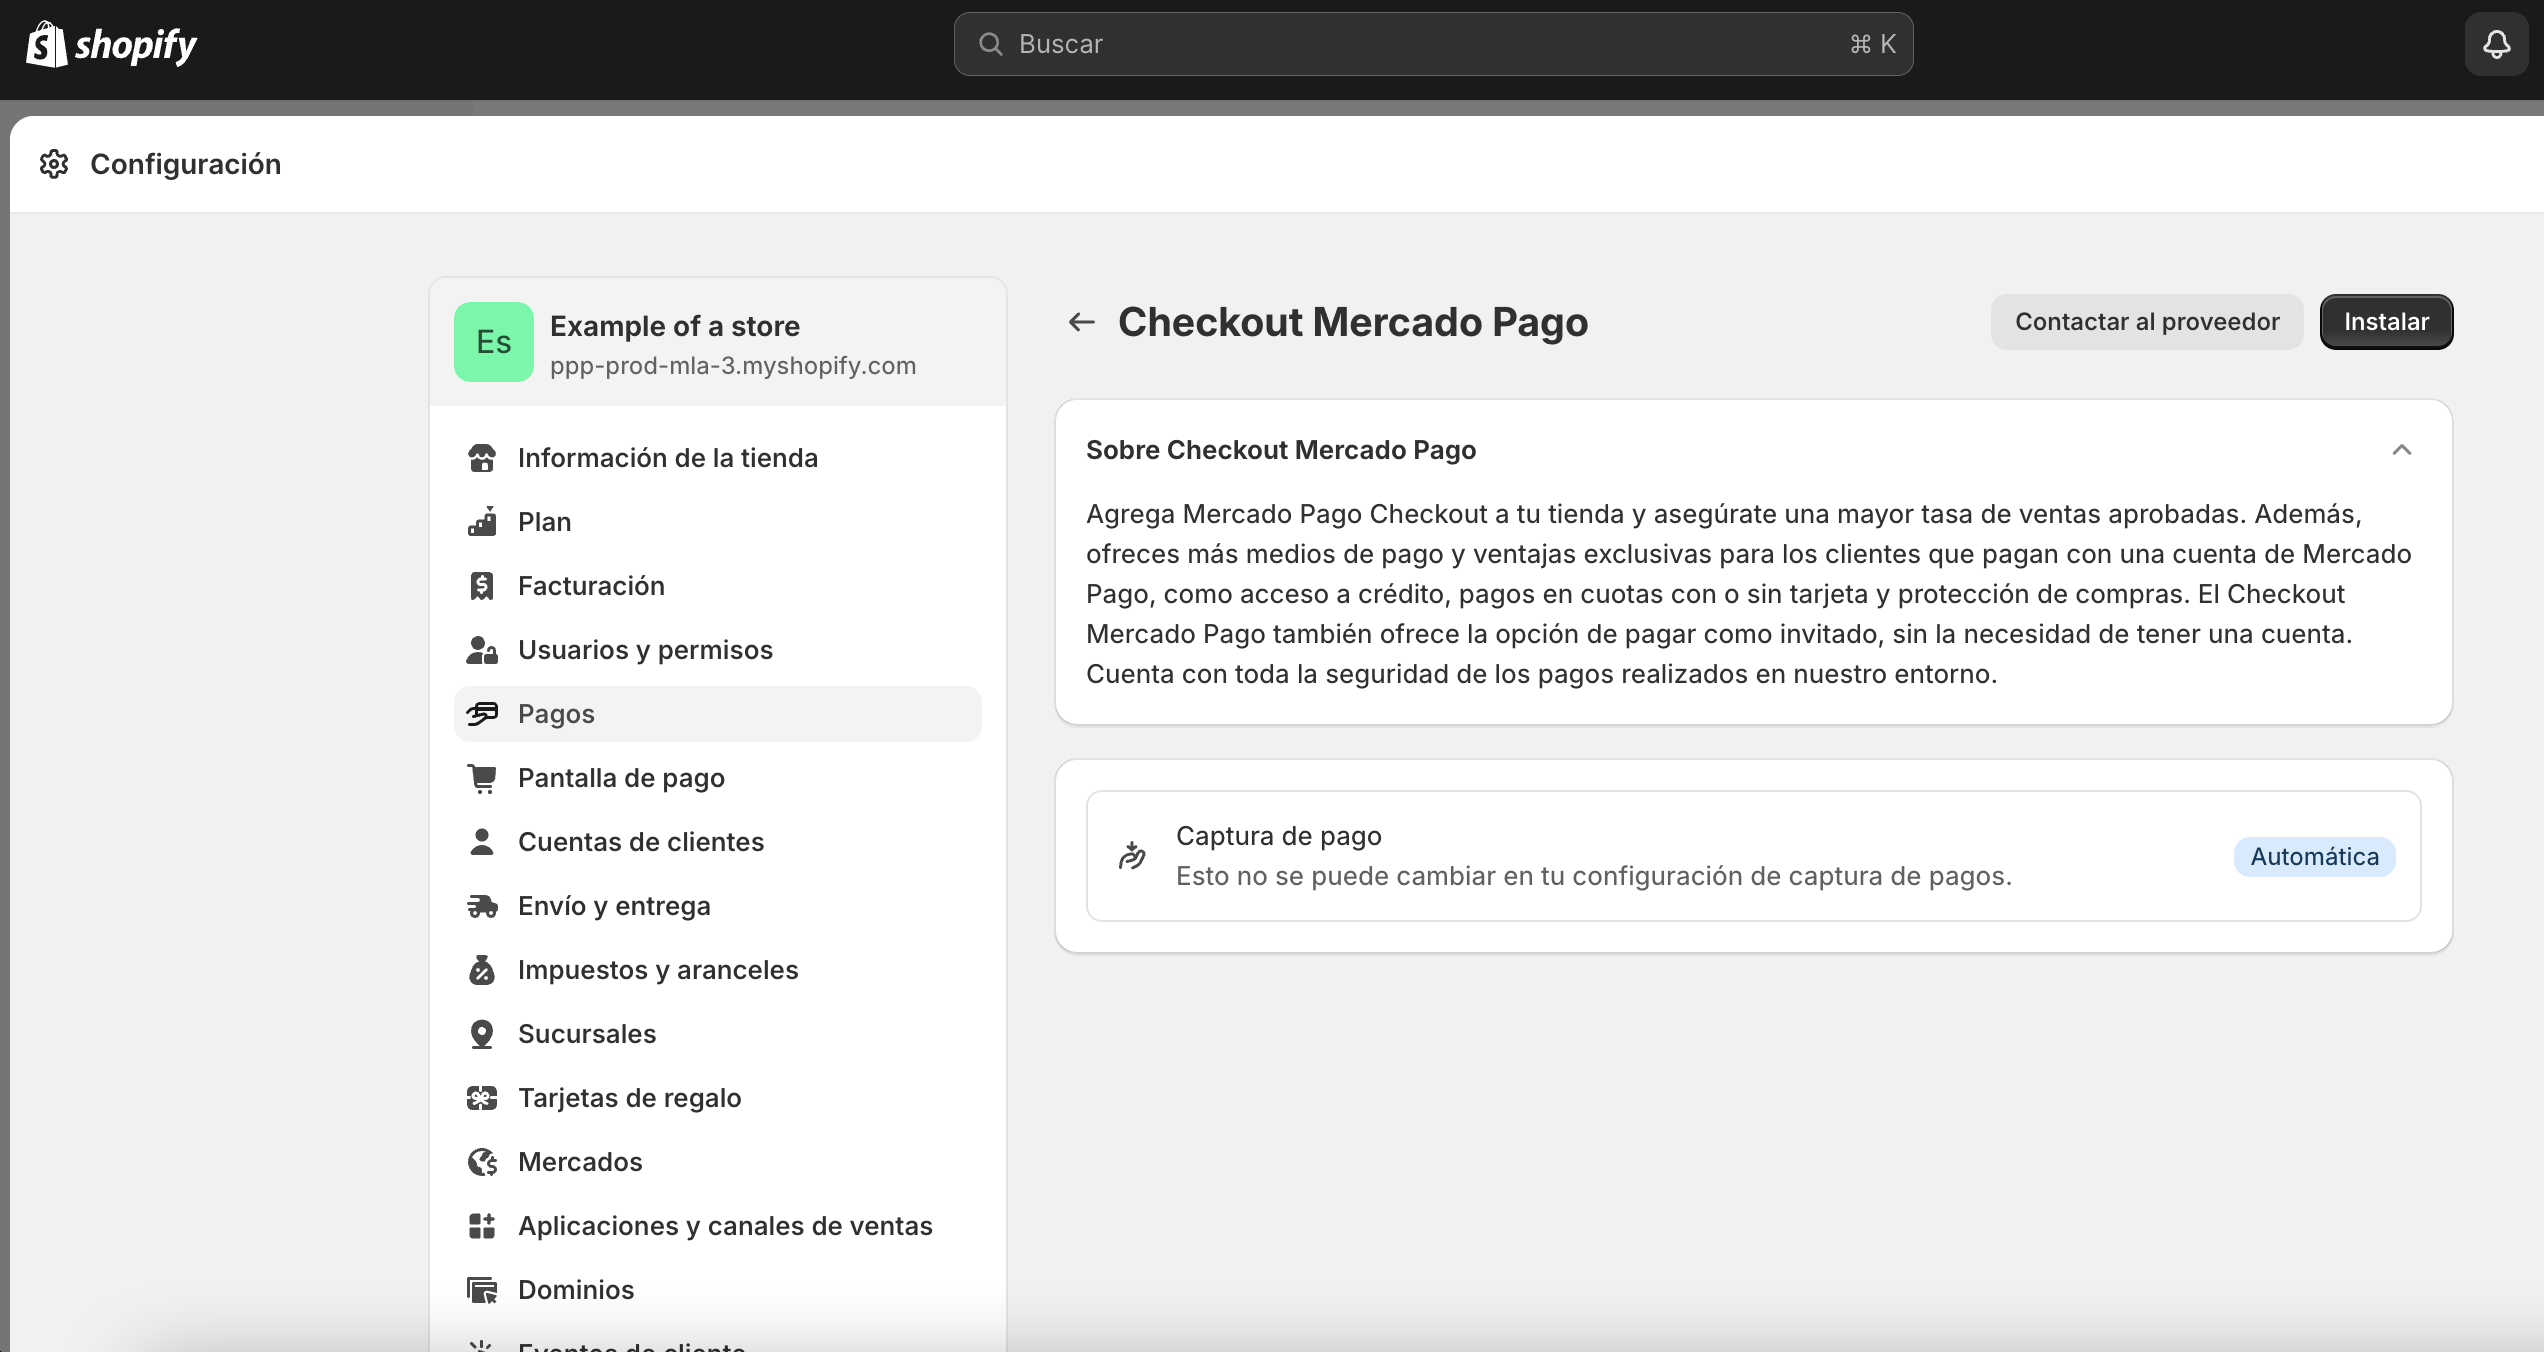 shopify
Buscar
⌘ K
Configuración
Es
Example of a store
ppp-prod-mla-3.myshopify.com
Información de la tienda
Plan
Facturación
Usuarios y permisos
Pagos
Pantalla de pago
Cuentas de clientes
Envío y entrega
Impuestos y aranceles
Sucursales
Tarjetas de regalo
Mercados
Aplicaciones y canales de ventas
Dominios
Eventos de cliente
Checkout Mercado Pago
Contactar al proveedor
Instalar
Sobre Checkout Mercado Pago
Agrega Mercado Pago Checkout a tu tienda y asegúrate una mayor tasa de ventas aprobadas. Además,
ofreces más medios de pago y ventajas exclusivas para los clientes que pagan con una cuenta de Mercado
Pago, como acceso a crédito, pagos en cuotas con o sin tarjeta y protección de compras. El Checkout
Mercado Pago también ofrece la opción de pagar como invitado, sin la necesidad de tener una cuenta.
Cuenta con toda la seguridad de los pagos realizados en nuestro entorno.
Captura de pago
Esto no se puede cambiar en tu configuración de captura de pagos.
Automática